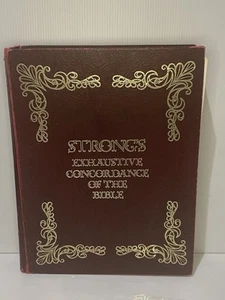 STRONG'S
EXHAUSTIVE
CONCORDANCE
OF THE
BIBLE